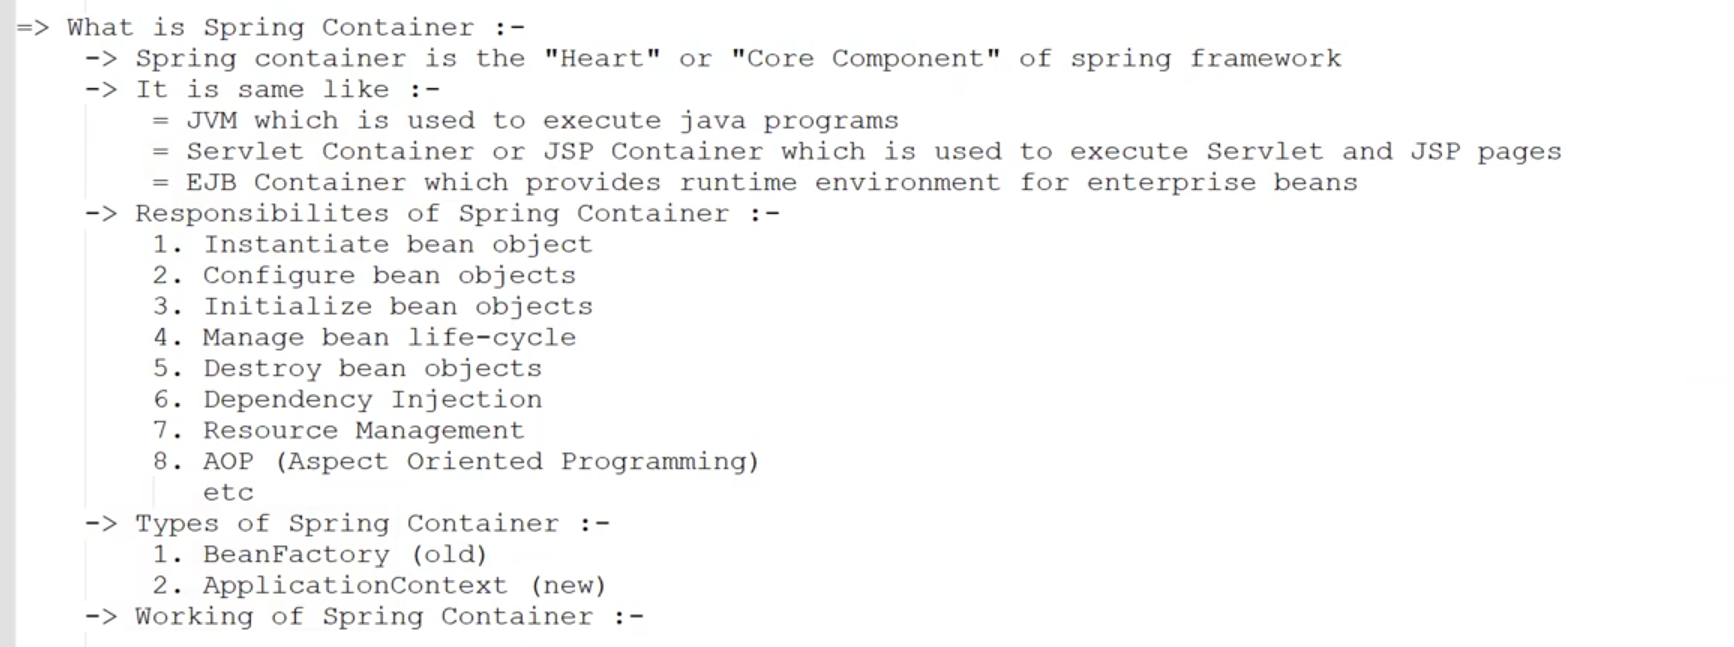 => What is Spring Container :-
-> Spring container is the "Heart" or "Core Component" of spring framework
-> It is same like :-
= JVM which is used to execute java programs
= Servlet Container or JSP Container which is used to execute Servlet and JSP pages
= EJB Container which provides runtime environment for enterprise beans
-> Responsibilites of Spring Container :-
1. Instantiate bean object
2. Configure bean objects
3. Initialize bean objects
4. Manage bean life-cycle
5. Destroy bean objects
6. Dependency Injection
7. Resource Management
8. AOP (Aspect Oriented Programming)
etc
-> Types of Spring Container :-
1. BeanFactory (old)
2. ApplicationContext (new)
-> Working of Spring Container :-